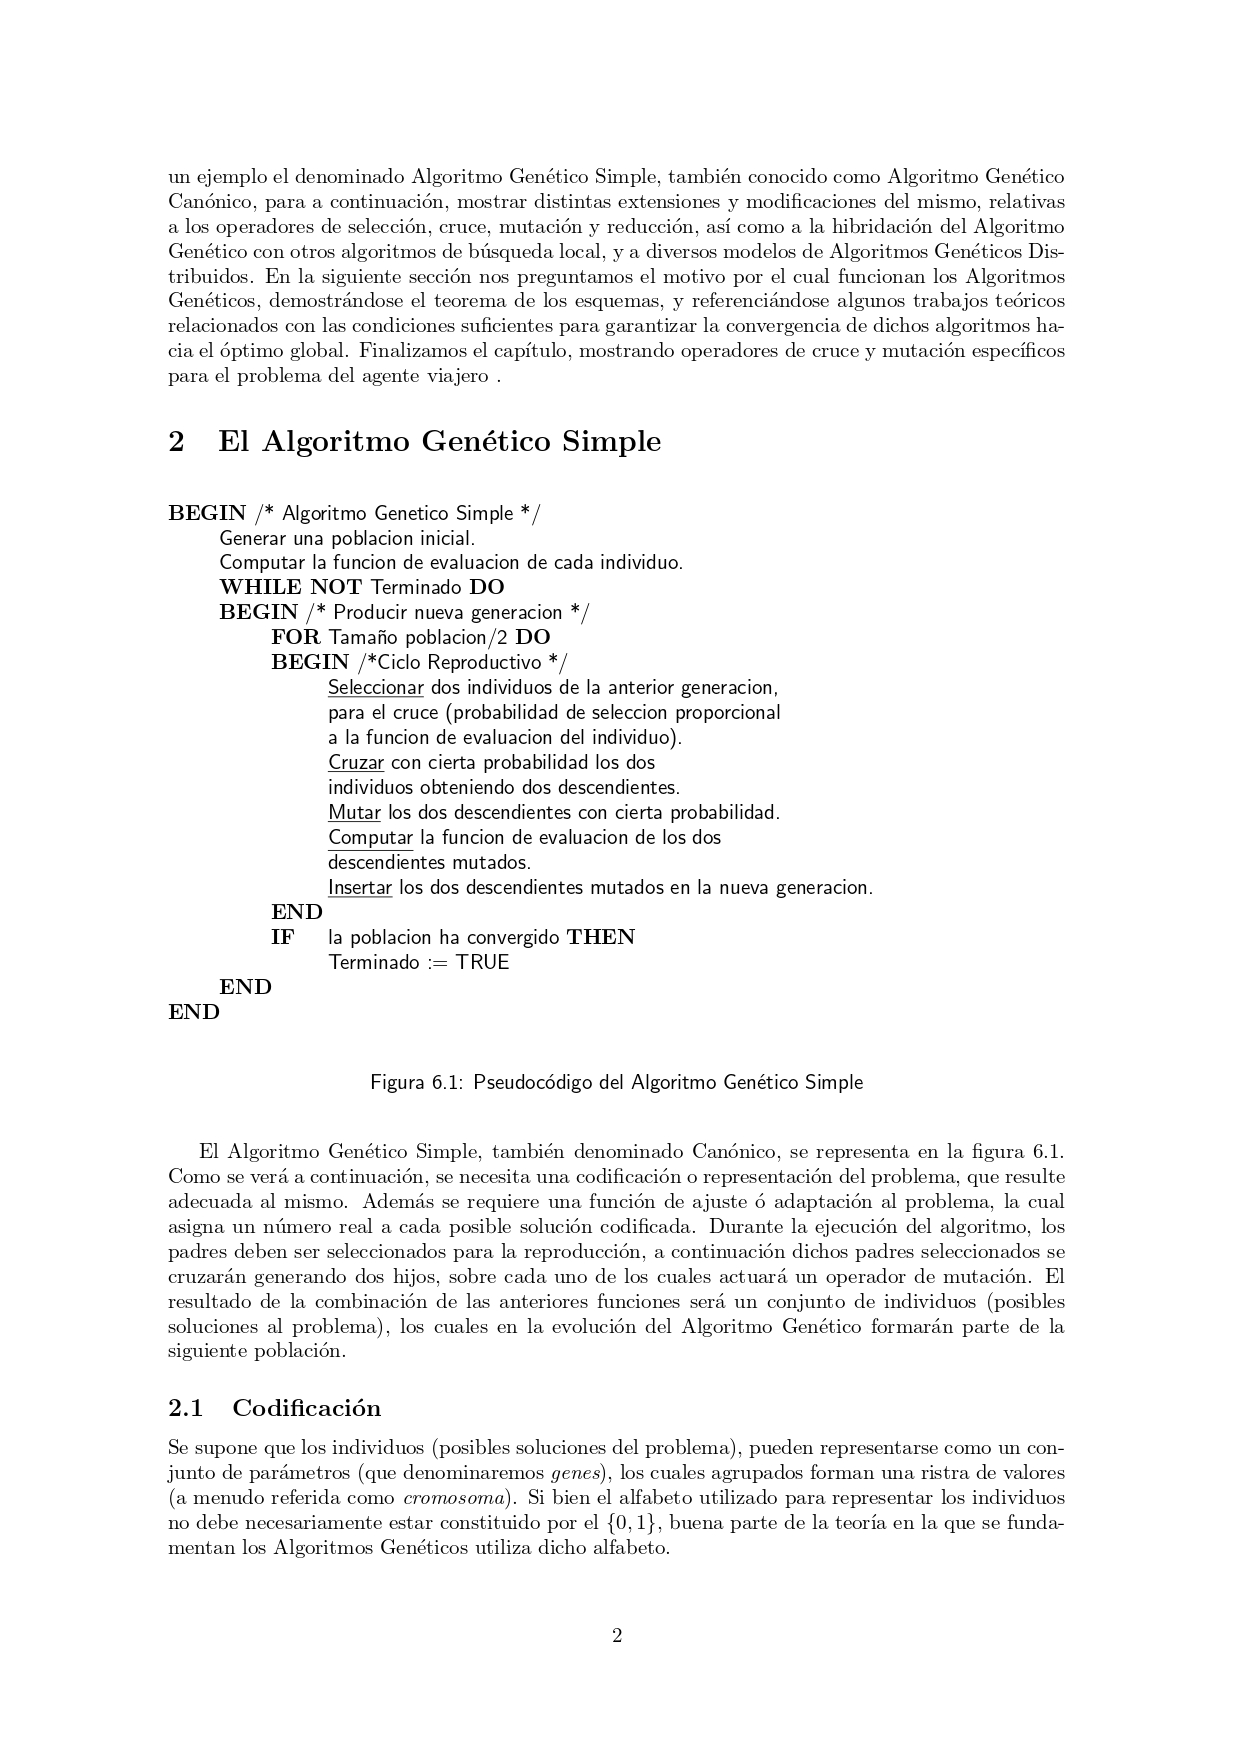 un ejemplo el denominado Algoritmo Genético Simple, también conocido como Algoritmo Genético
Canónico, para a continuación, mostrar distintas extensiones y modificaciones del mismo, relativas
a los operadores de selección, cruce, mutación y reducción, así como a la hibridación del Algoritmo
Genético con otros algoritmos de búsqueda local, y a diversos modelos de Algoritmos Genéticos Dis-
tribuidos. En la siguiente sección nos preguntamos el motivo por el cual funcionan los Algoritmos
Genéticos, demostrándose el teorema de los esquemas, y referenciándose algunos trabajos teóricos
relacionados con las condiciones suficientes para garantizar la convergencia de dichos algoritmos ha-
cia el óptimo global. Finalizamos el capítulo, mostrando operadores de cruce y mutación específicos
para el problema del agente viajero .
2 El Algoritmo Genético Simple
BEGIN /* Algoritmo Genetico Simple */
Generar una poblacion inicial.
Computar la funcion de evaluacion de cada individuo.
WHILE NOT Terminado DO
BEGIN /* Producir nueva generacion */
FOR Tamaño poblacion/2 DO
BEGIN /*Ciclo Reproductivo */
Seleccionar dos individuos de la anterior generacion,
para el cruce (probabilidad de seleccion proporcional
a la funcion de evaluacion del individuo).
Cruzar con cierta probabilidad los dos
individuos obteniendo dos descendientes.
Mutar los dos descendientes con cierta probabilidad.
Computar la funcion de evaluacion de los dos
descendientes mutados.
Insertar los dos descendientes mutados en la nueva generacion.
END
IF la poblacion ha convergido THEN
Terminado := TRUE
END
END
Figura 6.1: Pseudocódigo del Algoritmo Genético Simple
El Algoritmo Genético Simple, también denominado Canónico, se representa en la figura 6.1.
Como se verá a continuación, se necesita una codificación o representación del problema, que resulte
adecuada al mismo. Además se requiere una función de ajuste ó adaptación al problema, la cual
asigna un número real a cada posible solución codificada. Durante la ejecución del algoritmo, los
padres deben ser seleccionados para la reproducción, a continuación dichos padres seleccionados se
cruzarán generando dos hijos, sobre cada uno de los cuales actuará un operador de mutación. El
resultado de la combinación de las anteriores funciones será un conjunto de individuos (posibles
soluciones al problema), los cuales en la evolución del Algoritmo Genético formarán parte de la
siguiente población.
2.1 Codificación
Se supone que los individuos (posibles soluciones del problema), pueden representarse como un con-
junto de parámetros (que denominaremos genes), los cuales agrupados forman una ristra de valores
(a menudo referida como cromosoma). Si bien el alfabeto utilizado para representar los individuos
no debe necesariamente estar constituido por el {0, 1}, buena parte de la teoría en la que se funda-
mentan los Algoritmos Genéticos utiliza dicho alfabeto.
2